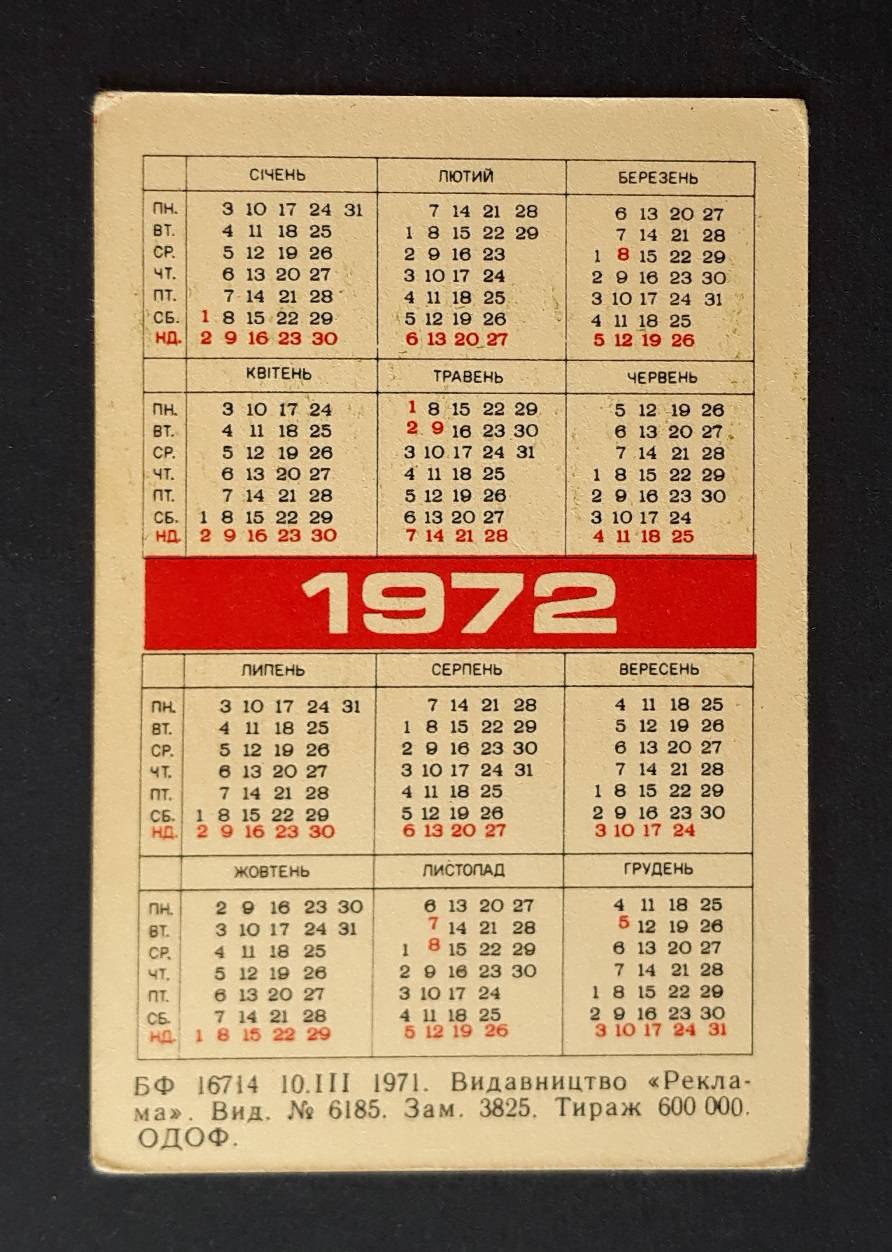 СІЧЕНЬ ЛЮТИЙ БЕРЕЗЕНЬ
ПН. 3 10 17 24 31 7 14 21 28 6 13 20 27
ВТ. 4 11 18 25 1 8 15 22 29 7 14 21 28
СР. 5 12 19 26 2 9 16 23 1 8 15 22 29
ЧТ. 6 13 20 27 3 10 17 24 2 9 16 23 30
ПТ. 7 14 21 28 4 11 18 25 3 10 17 24 31
СБ. 1 8 15 22 29 5 12 19 26 4 11 18 25
НД. 2 9 16 23 30 6 13 20 27 5 12 19 26
КВІТЕНЬ ТРАВЕНЬ ЧЕРВЕНЬ
ПН. 3 10 17 24 1 8 15 22 29 5 12 19 26
ВТ. 4 11 18 25 2 9 16 23 30 6 13 20 27
СР. 5 12 19 26 3 10 17 24 31 7 14 21 28
ЧТ. 6 13 20 27 4 11 18 25 1 8 15 22 29
ПТ. 7 14 21 28 5 12 19 26 2 9 16 23 30
СБ. 1 8 15 22 29 6 13 20 27 3 10 17 24
НД. 2 9 16 23 30 7 14 21 28 4 11 18 25
1972
ЛИПЕНЬ СЕРПЕНЬ ВЕРЕСЕНЬ
ПН. 3 10 17 24 31 7 14 21 28 4 11 18 25
ВТ. 4 11 18 25 1 8 15 22 29 5 12 19 26
СР. 5 12 19 26 2 9 16 23 30 6 13 20 27
ЧТ. 6 13 20 27 3 10 17 24 31 7 14 21 28
ПТ. 7 14 21 28 4 11 18 25 1 8 15 22 29
СБ. 1 8 15 22 29 5 12 19 26 2 9 16 23 30
НД. 2 9 16 23 30 6 13 20 27 3 10 17 24
ЖОВТЕНЬ ЛИСТОПАД ГРУДЕНЬ
ПН. 2 9 16 23 30 6 13 20 27 4 11 18 25
ВТ. 3 10 17 24 31 7 14 21 28 5 12 19 26
СР. 4 11 18 25 1 8 15 22 29 6 13 20 27
ЧТ. 5 12 19 26 2 9 16 23 30 7 14 21 28
ПТ. 6 13 20 27 3 10 17 24 1 8 15 22 29
СБ. 7 14 21 28 4 11 18 25 2 9 16 23 30
НД. 1 8 15 22 29 5 12 19 26 3 10 17 24 31
БФ 16714 10.III 1971. Видавництво «Рекла-
ма». Вид. № 6185. Зам. 3825. Тираж 600 000.
ОДОФ.